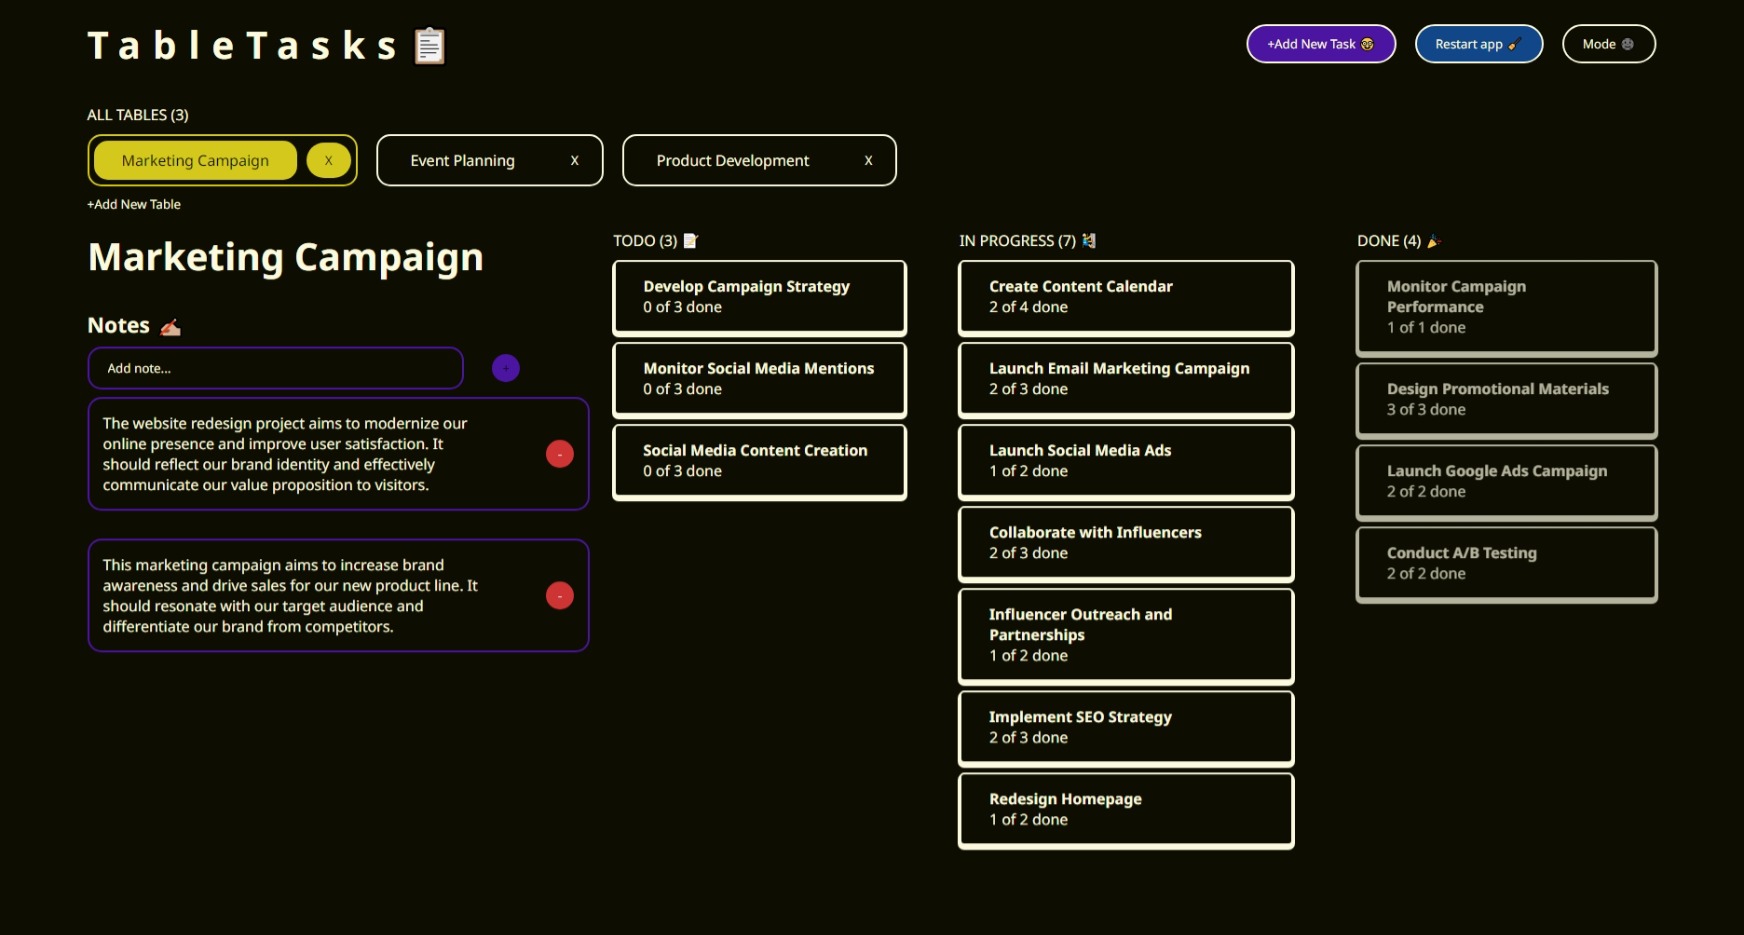 TableTasks 📋
+Add New Task 🤓
Restart app 🖌️
Mode 🌚
ALL TABLES (3)
Marketing Campaign X
Event Planning X
Product Development X
+Add New Table
Marketing Campaign
Notes ✍🏼
Add note...
+
The website redesign project aims to modernize our
online presence and improve user satisfaction. It
should reflect our brand identity and effectively
communicate our value proposition to visitors.
-
This marketing campaign aims to increase brand
awareness and drive sales for our new product line. It
should resonate with our target audience and
differentiate our brand from competitors.
-
TODO (3) 📝
Develop Campaign Strategy
0 of 3 done
Monitor Social Media Mentions
0 of 3 done
Social Media Content Creation
0 of 3 done
IN PROGRESS (7)
Create Content Calendar
2 of 4 done
Launch Email Marketing Campaign
2 of 3 done
Launch Social Media Ads
1 of 2 done
Collaborate with Influencers
2 of 3 done
Influencer Outreach and
Partnerships
1 of 2 done
Implement SEO Strategy
2 of 3 done
Redesign Homepage
1 of 2 done
DONE (4) 🎉
Monitor Campaign
Performance
1 of 1 done
Design Promotional Materials
3 of 3 done
Launch Google Ads Campaign
2 of 2 done
Conduct A/B Testing
2 of 2 done